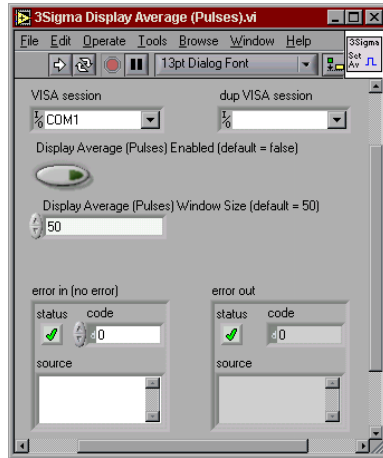 3Sigma Display Average (Pulses).vi
File Edit Operate Tools Browse Window Help
3Sigma
Set
Av
13pt Dialog Font
VISA session
dup VISA session
I/O COM1
I/O
Display Average (Pulses) Enabled (default = false)
Display Average (Pulses) Window Size (default = 50)
50
error in (no error)
error out
status code
status code
d 0
d 0
source
source